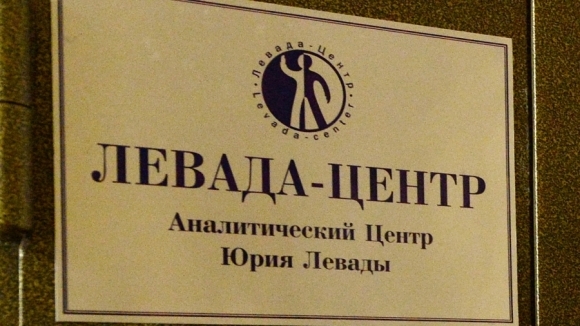 • Левада-Центр •
Levada-center
ЛЕВАДА-ЦЕНТР
Аналитический Центр
Юрия Левады